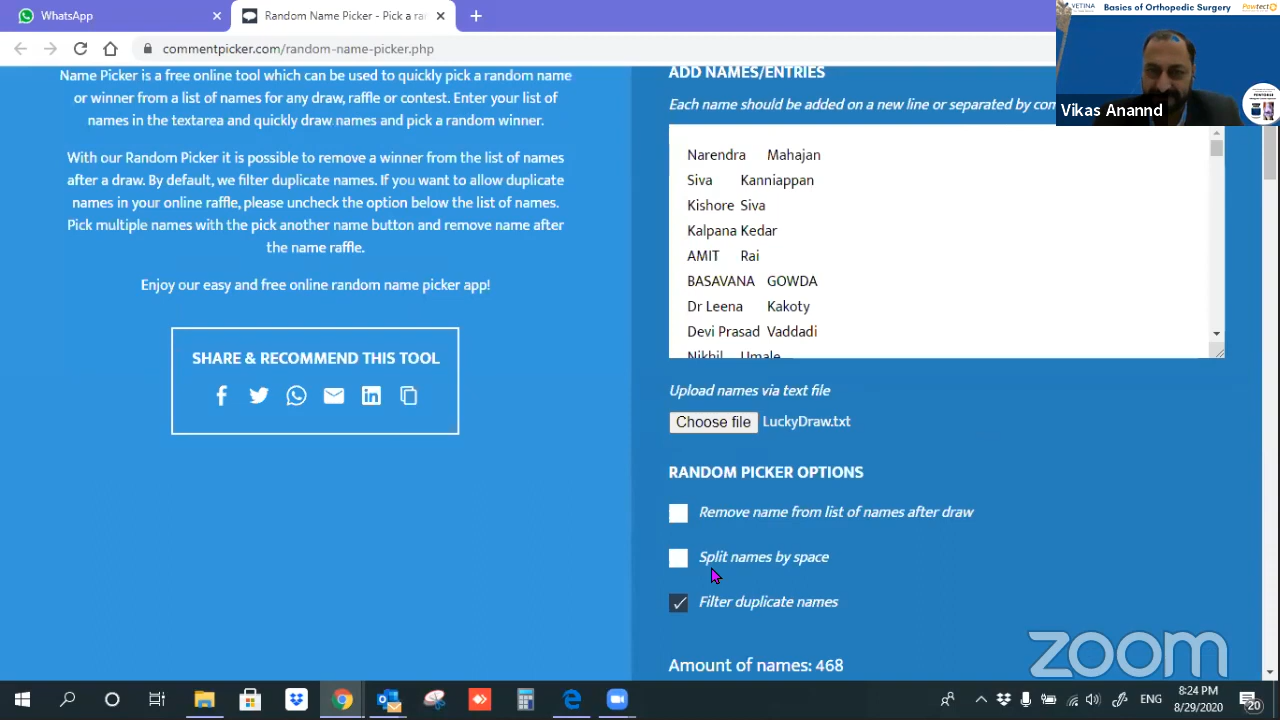 WhatsApp
Random Name Picker - Pick a ra
VETINA
Basics of Orthopedic Surgery
Pawtect
commentpicker.com/random-name-picker.php
Vikas Anannd
Name Picker is a free online tool which can be used to quickly pick a random name
or winner from a list of names for any draw, raffle or contest. Enter your list of
names in the textarea and quickly draw names and pick a random winner.
With our Random Picker it is possible to remove a winner from the list of names
after a draw. By default, we filter duplicate names. If you want to allow duplicate
names in your online raffle, please uncheck the option below the list of names.
Pick multiple names with the pick another name button and remove name after
the name raffle.
Enjoy our easy and free online random name picker app!
SHARE & RECOMMEND THIS TOOL
ADD NAMES/ENTRIES
Each name should be added on a new line or separated by com
Narendra Mahajan
Siva Kanniappan
Kishore Siva
Kalpana Kedar
AMIT Rai
BASAVANA GOWDA
Dr Leena Kakoty
Devi Prasad Vaddadi
Nikhil Umale
Upload names via text file
Choose file LuckyDraw.txt
RANDOM PICKER OPTIONS
Remove name from list of names after draw
Split names by space
Filter duplicate names
Amount of names: 468
zoom
ENG
8:24 PM
8/29/2020
20